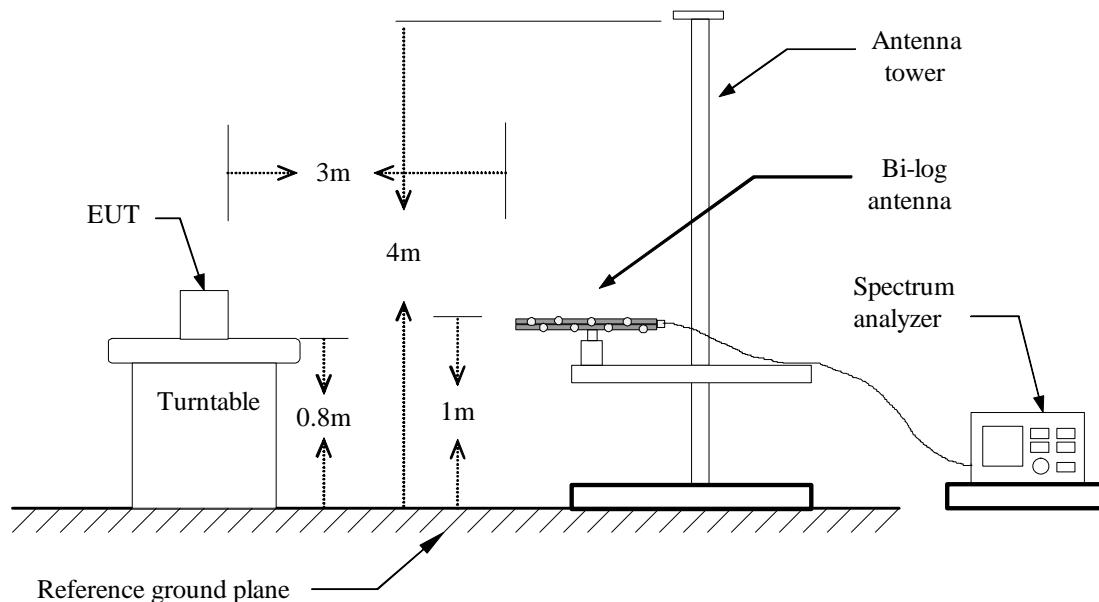 Antenna
tower
3m
Bi-log
antenna
EUT
4m
Spectrum
analyzer
Turntable
0.8m
1m
Reference ground plane